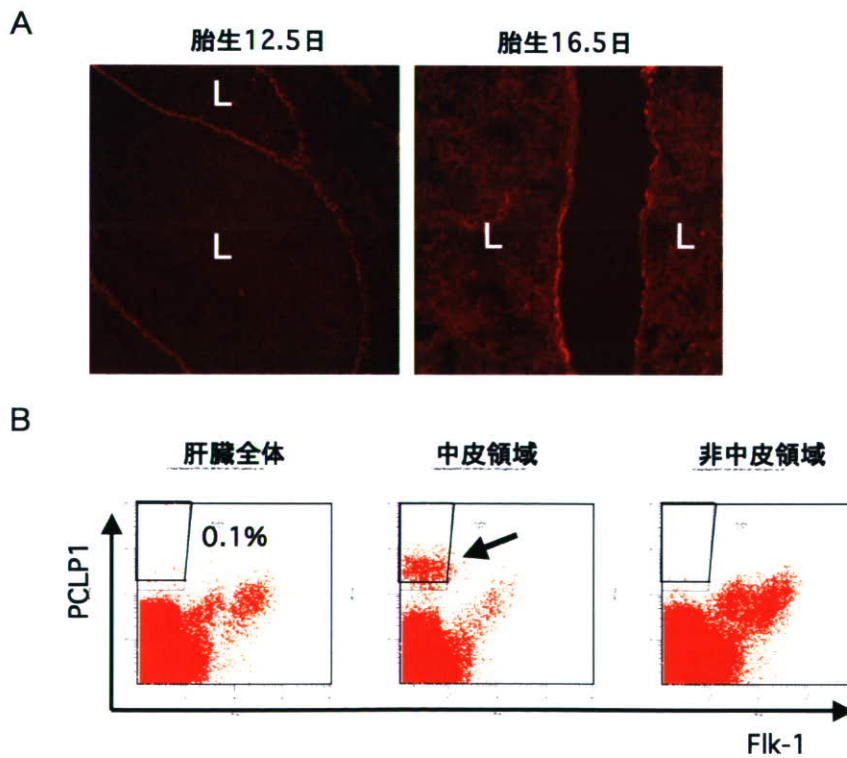 A
胎生12.5日
胎生16.5日
L
L
L
L
B
肝臓全体
中皮領域
非中皮領域
0.1%
PCLP1
Flk-1